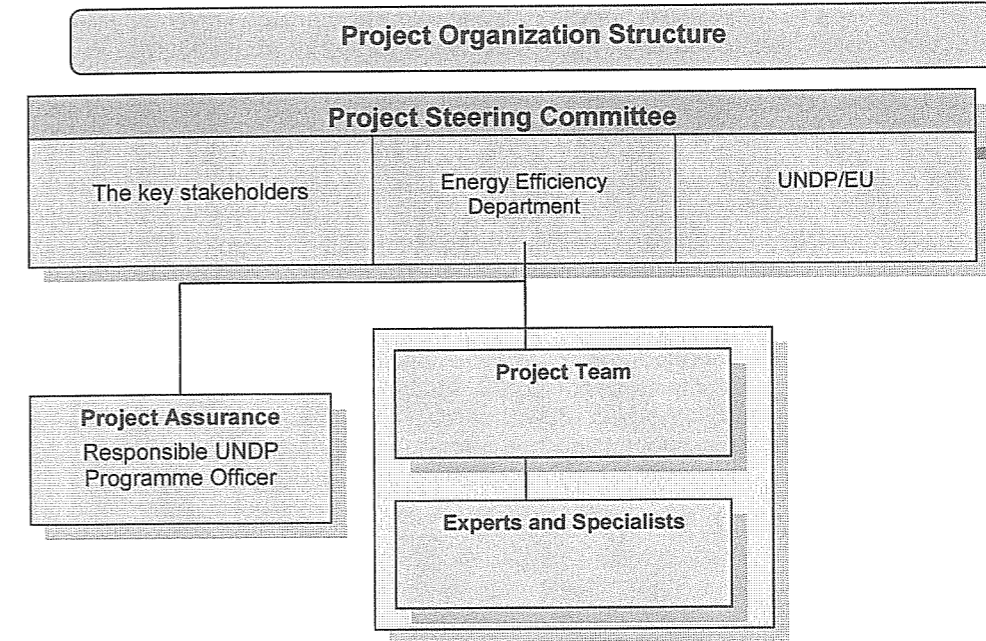 Project Organization Structure
Project Steering Committee
The key stakeholders
Energy Efficiency
Department
UNDP/EU
Project Team
Project Assurance
Responsible UNDP
Programme Officer
Experts and Specialists